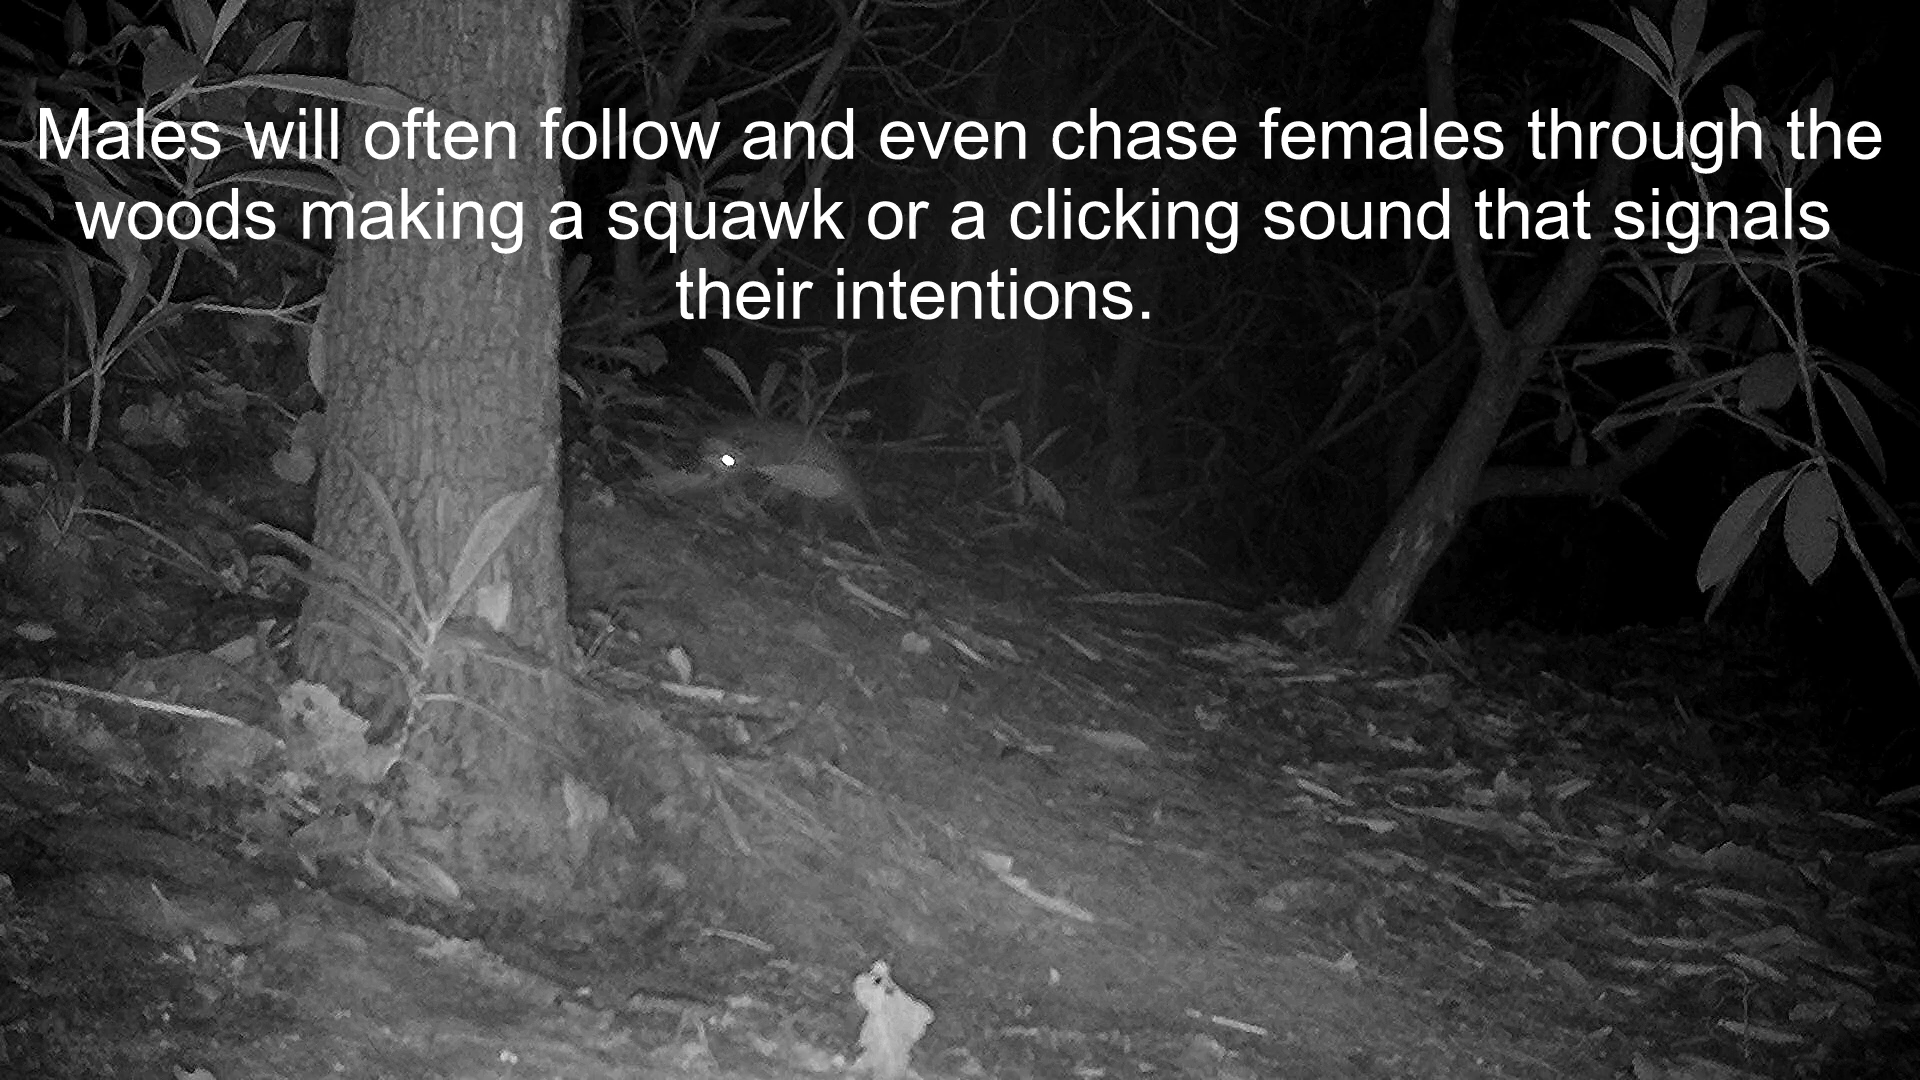 Males will often follow and even chase females through the
woods making a squawk or a clicking sound that signals
their intentions.